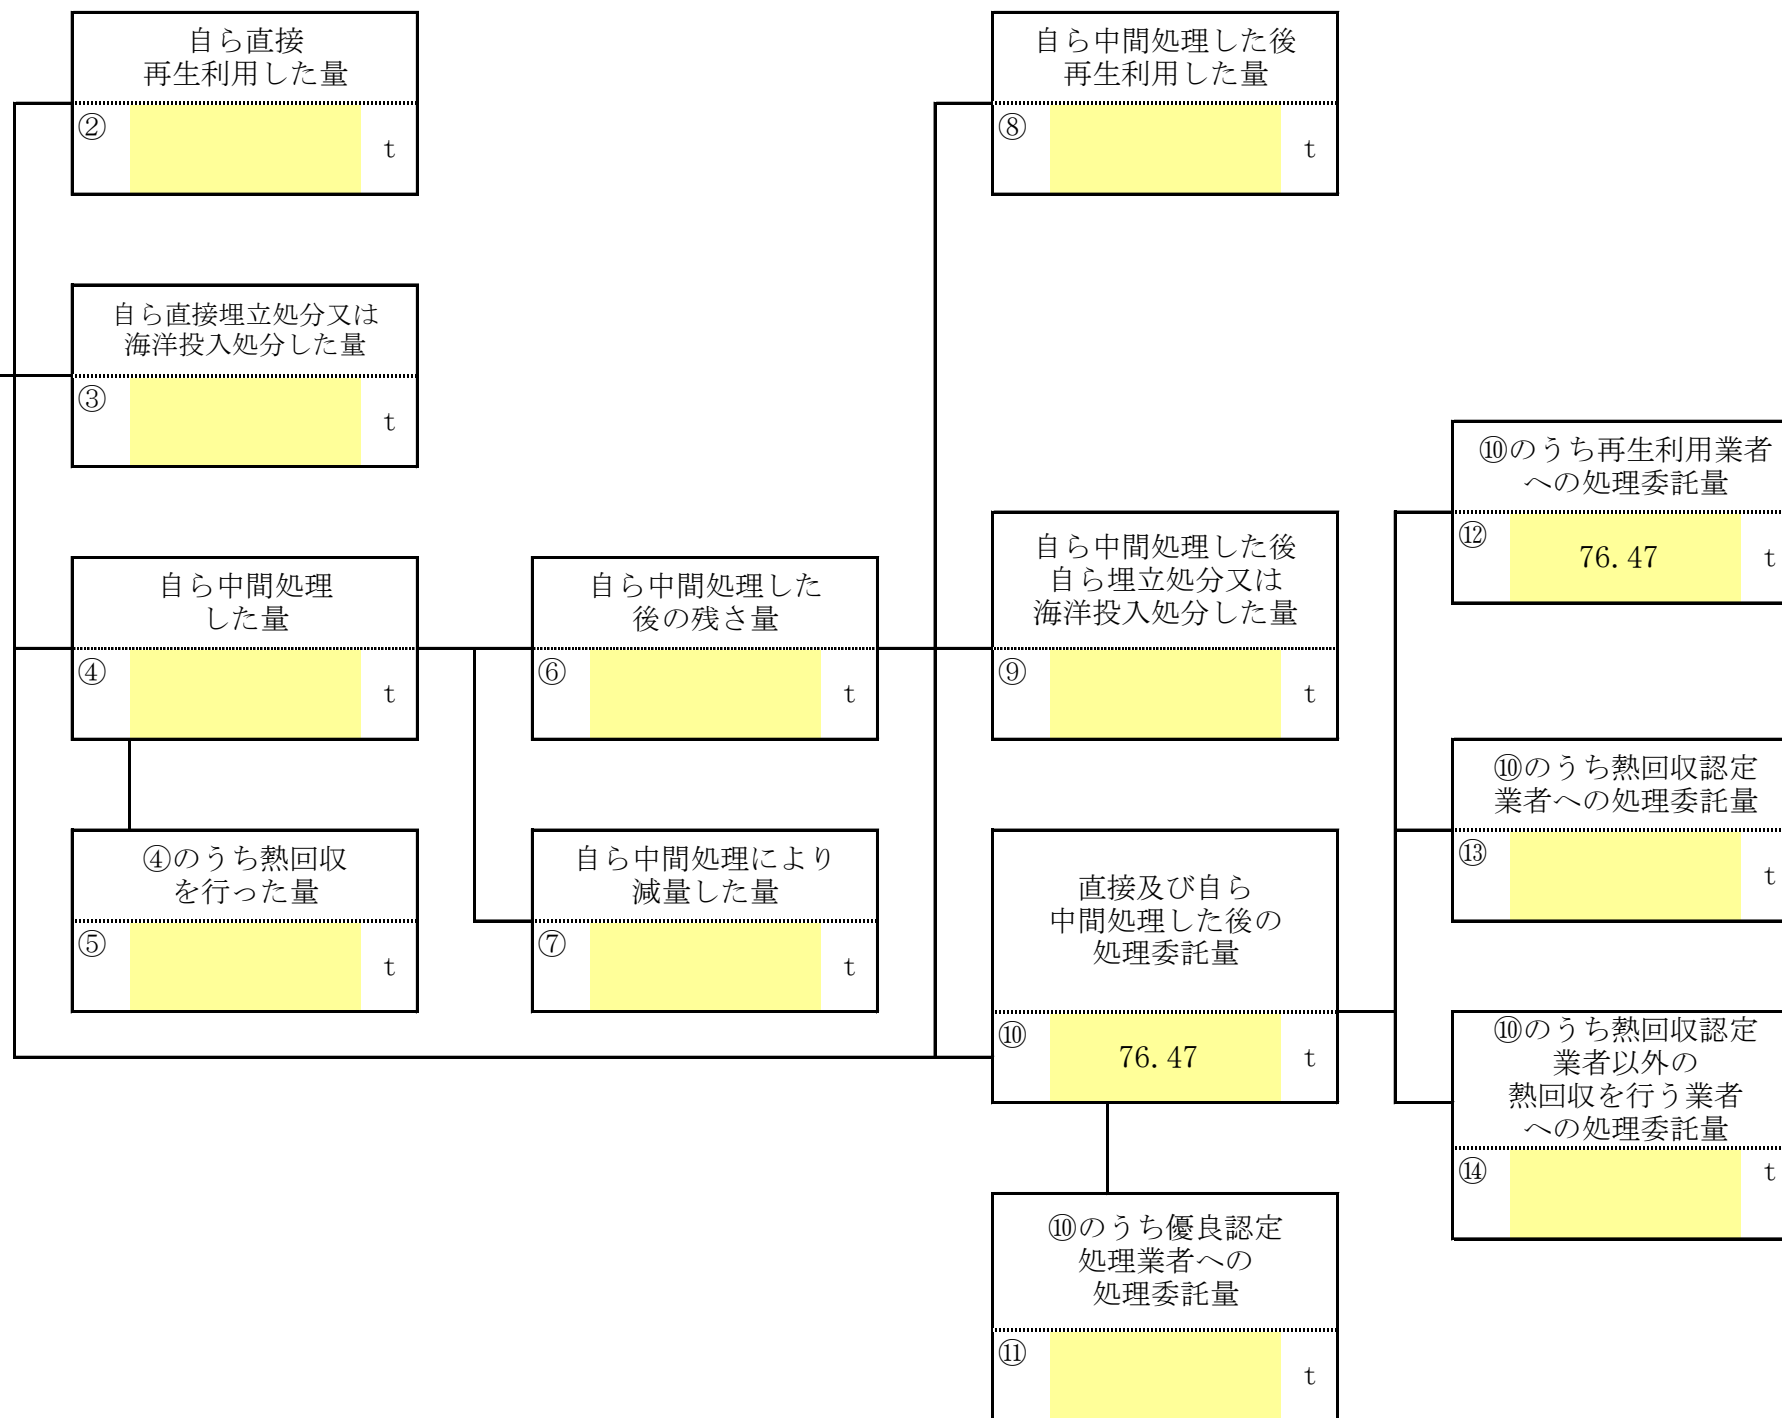 自ら直接
再生利用した量
②
t
自ら中間処理した後
再生利用した量
⑧
t
自ら直接埋立処分又は
海洋投入処分した量
③
t
⑩のうち再生利用業者
への処理委託量
⑫
76.47
t
自ら中間処理
した量
④
t
自ら中間処理した
後の残さ量
⑥
t
自ら中間処理した後
自ら埋立処分又は
海洋投入処分した量
⑨
t
⑩のうち熱回収認定
業者への処理委託量
⑬
t
④のうち熱回収
を行った量
⑤
t
自ら中間処理により
減量した量
⑦
t
直接及び自ら
中間処理した後の
処理委託量
⑩
76.47
t
⑩のうち熱回収認定
業者以外の
熱回収を行う業者
への処理委託量
⑭
t
⑩のうち優良認定
処理業者への
処理委託量
⑪
t